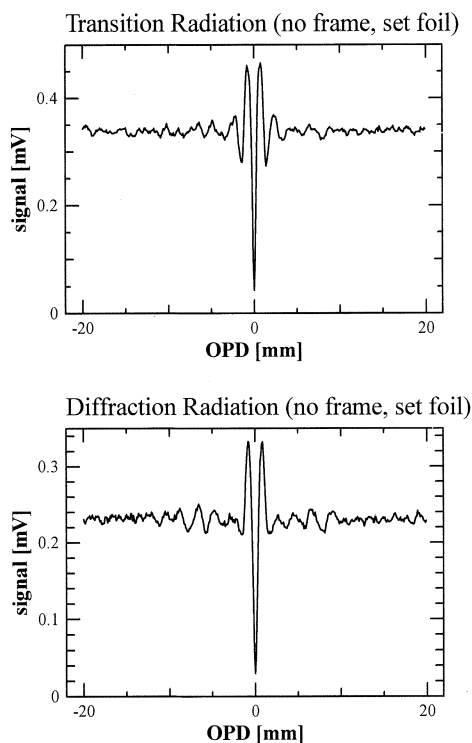 Transition Radiation (no frame, set foil)
0.4
0.2
0
signal [mV]
-20 0 20
OPD [mm]
Diffraction Radiation (no frame, set foil)
0.3
0.2
0.1
0
signal [mV]
-20 0 20
OPD [mm]